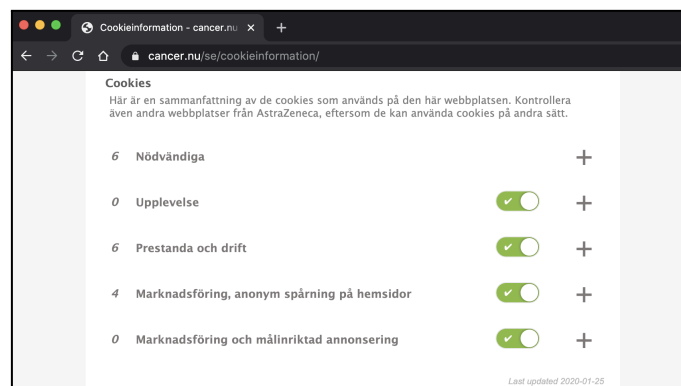 Cookieinformation - cancer.nu
cancer.nu/se/cookieinformation/
Cookies
Här är en sammanfattning av de cookies som används på den här webbplatsen. Kontrollera
även andra webbplatser från AstraZeneca, eftersom de kan använda cookies på andra sätt.
6 Nödvändiga
0 Upplevelse
6 Prestanda och drift
4 Marknadsföring, anonym spårning på hemsidor
0 Marknadsföring och målinriktad annonsering
Last updated 2020-01-25